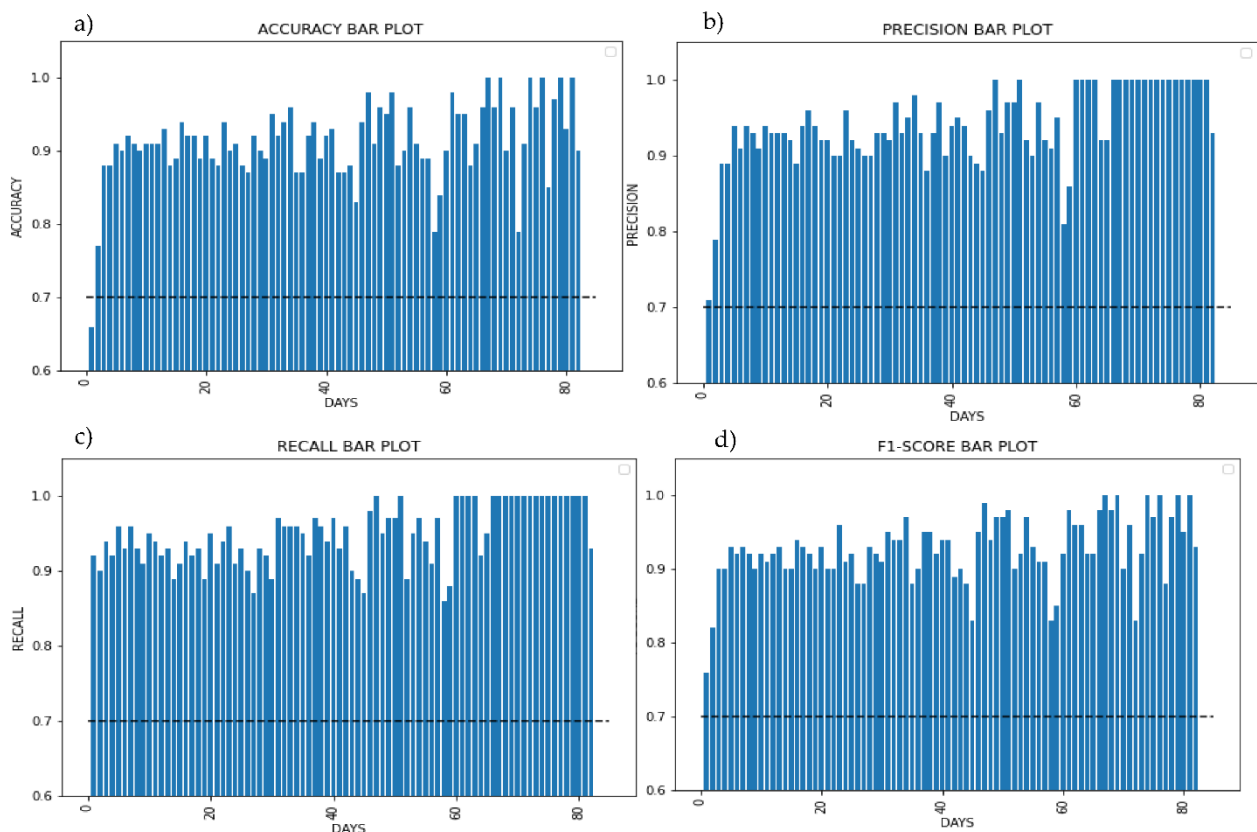 a)
ACCURACY BAR PLOT
1.0
0.9
0.8
0.7
0.6
ACCURACY
0
20
40
60
80
DAYS
b)
PRECISION BAR PLOT
1.0
0.9
0.8
0.7
0.6
PRECISION
0
20
40
60
80
DAYS
c)
RECALL BAR PLOT
1.0
0.9
0.8
0.7
0.6
RECALL
0
20
40
60
80
DAYS
d)
F1-SCORE BAR PLOT
1.0
0.9
0.8
0.7
0.6
0
20
40
60
80
DAYS